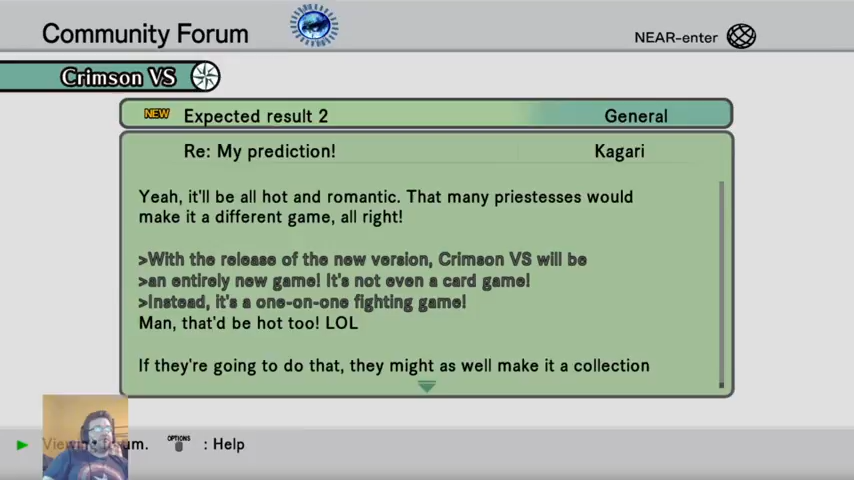 Community Forum
NEAR-enter
Crimson VS
NEW Expected result 2 General
Re: My prediction! Kagari
Yeah, it'll be all hot and romantic. That many priestesses would
make it a different game, all right!
>With the release of the new version, Crimson VS will be
>an entirely new game! It's not even a card game!
>Instead, it's a one-on-one fighting game!
Man, that'd be hot too! LOL
If they're going to do that, they might as well make it a collection
Viewing forum. OPTIONS : Help